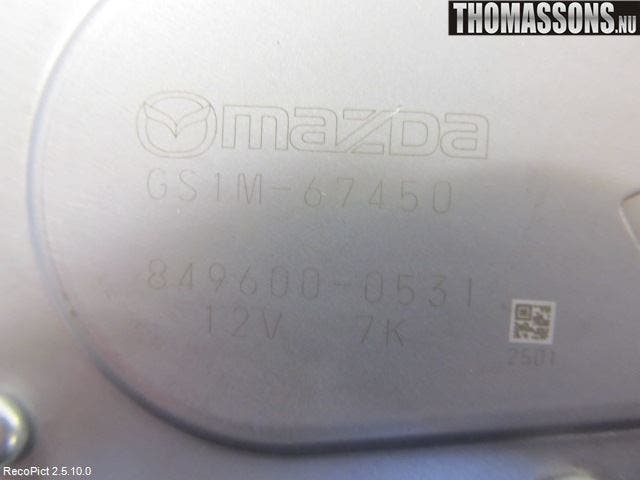 THOMASSONS.NU
mazda
GS1M-67450
849600-0531
12V 7K
2501
RecoPict 2.5.10.0